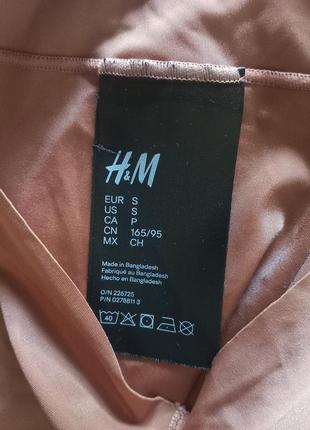 H&M
EUR S
US S
CA P
CN 165/95
MX CH
Made in Bangladesh
Fabriqué au Bangladesh
Hecho en Bangladesh
O/N 226725
P/N 0278811 3
40